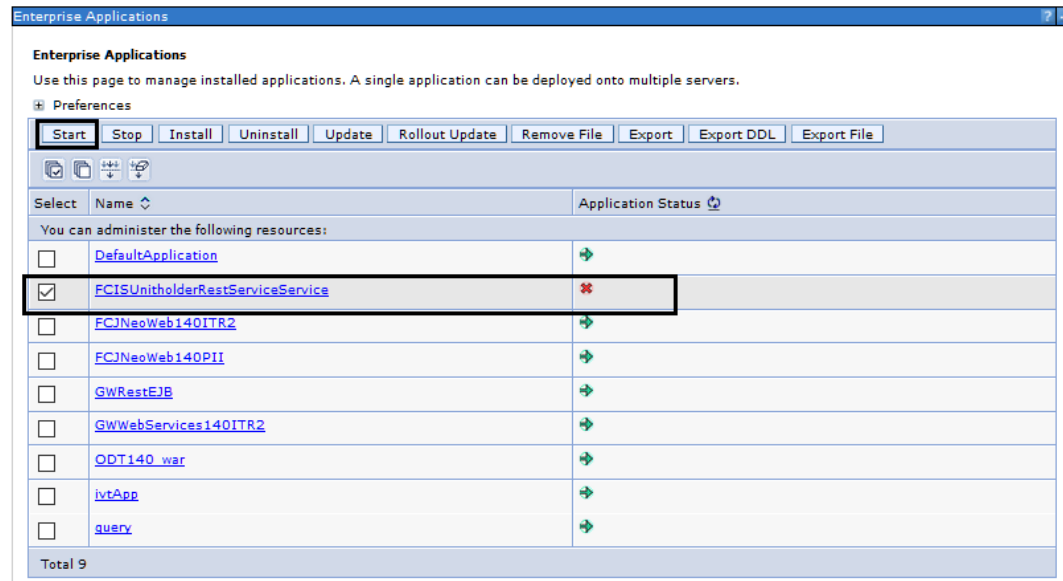 Enterprise Applications ? -
Enterprise Applications
Use this page to manage installed applications. A single application can be deployed onto multiple servers.
+ Preferences
Start Stop Install Uninstall Update Rollout Update Remove File Export Export DDL Export File
Select Name Application Status
You can administer the following resources:
DefaultApplication
FCISUnitholderRestServiceService
FCJNeoWeb140ITR2
FCJNeoWeb140PII
GWRestEJB
GWWebServices140ITR2
ODT140_war
ivtApp
query
Total 9